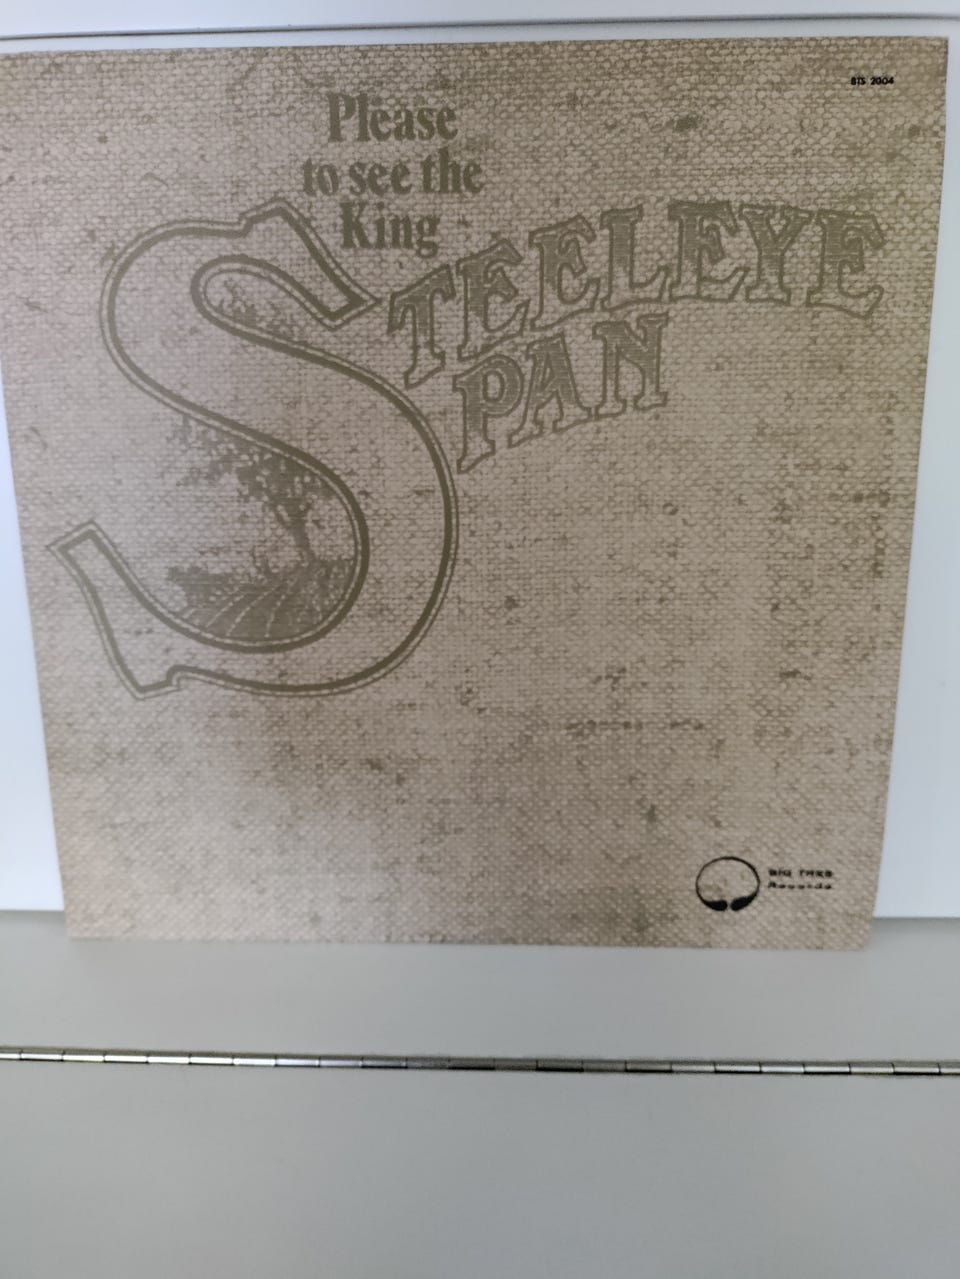 BTS 2004
Please
to see the
King
STEELEYE
SPAN
BIG TREE
Records